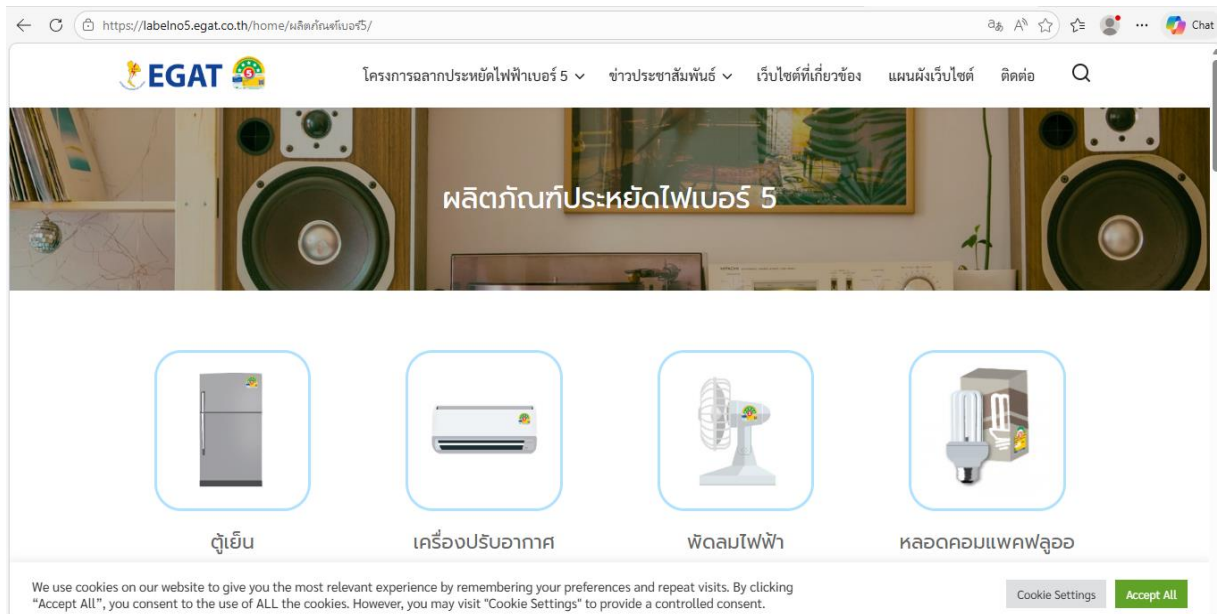 https://labelno5.egat.co.th/home/ผลิตภัณฑ์เบอร์5/
Chat
EGAT
โครงการฉลากประหยัดไฟฟ้าเบอร์ 5
ข่าวประชาสัมพันธ์
เว็บไซต์ที่เกี่ยวข้อง
แผนผังเว็บไซต์
ติดต่อ
ผลิตภัณฑ์ประหยัดไฟเบอร์ 5
ตู้เย็น
เครื่องปรับอากาศ
พัดลมไฟฟ้า
หลอดคอมแพคฟลูออ
We use cookies on our website to give you the most relevant experience by remembering your preferences and repeat visits. By clicking
“Accept All”, you consent to the use of ALL the cookies. However, you may visit "Cookie Settings" to provide a controlled consent.
Cookie Settings
Accept All